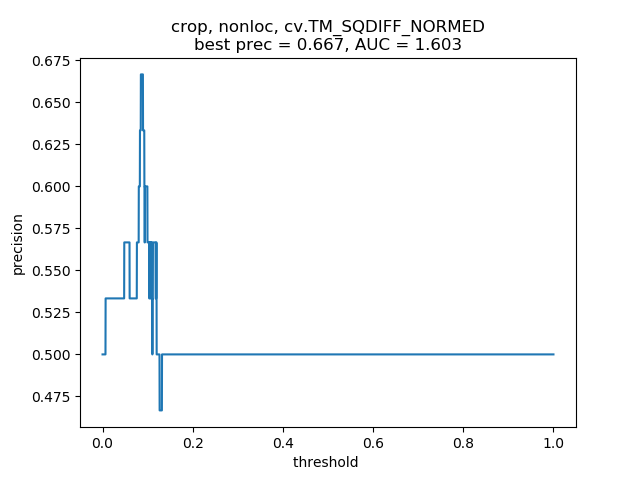 crop, nonloc, cv.TM_SQDIFF_NORMED
best prec = 0.667, AUC = 1.603
0.675
0.650
0.625
0.600
0.575
0.550
0.525
0.500
0.475
precision
0.0 0.2 0.4 0.6 0.8 1.0
threshold